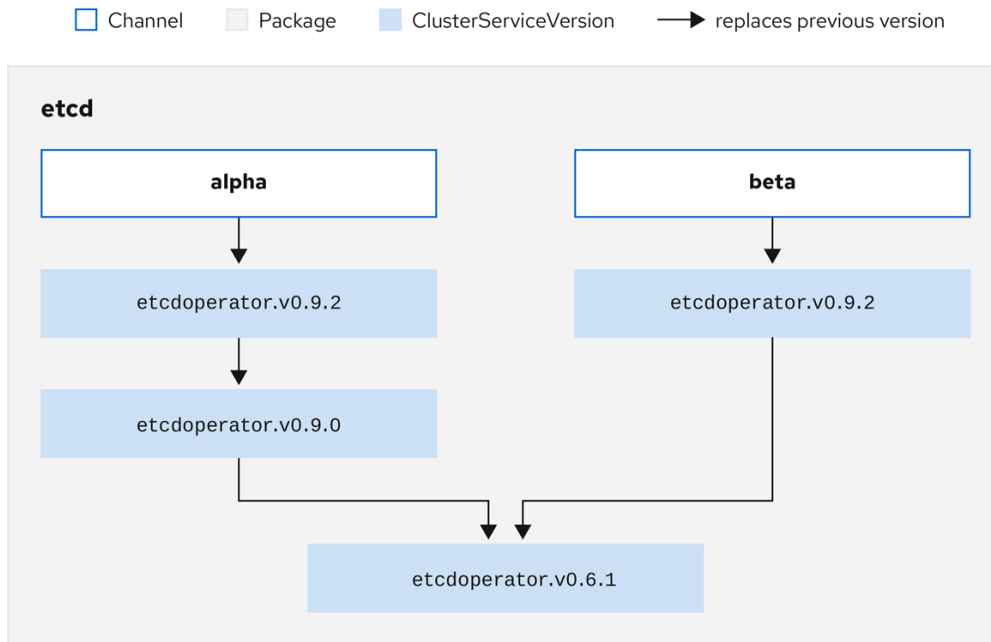 Channel
Package
ClusterServiceVersion
replaces previous version
etcd
alpha
beta
etcdoperator.v0.9.2
etcdoperator.v0.9.2
etcdoperator.v0.9.0
etcdoperator.v0.6.1